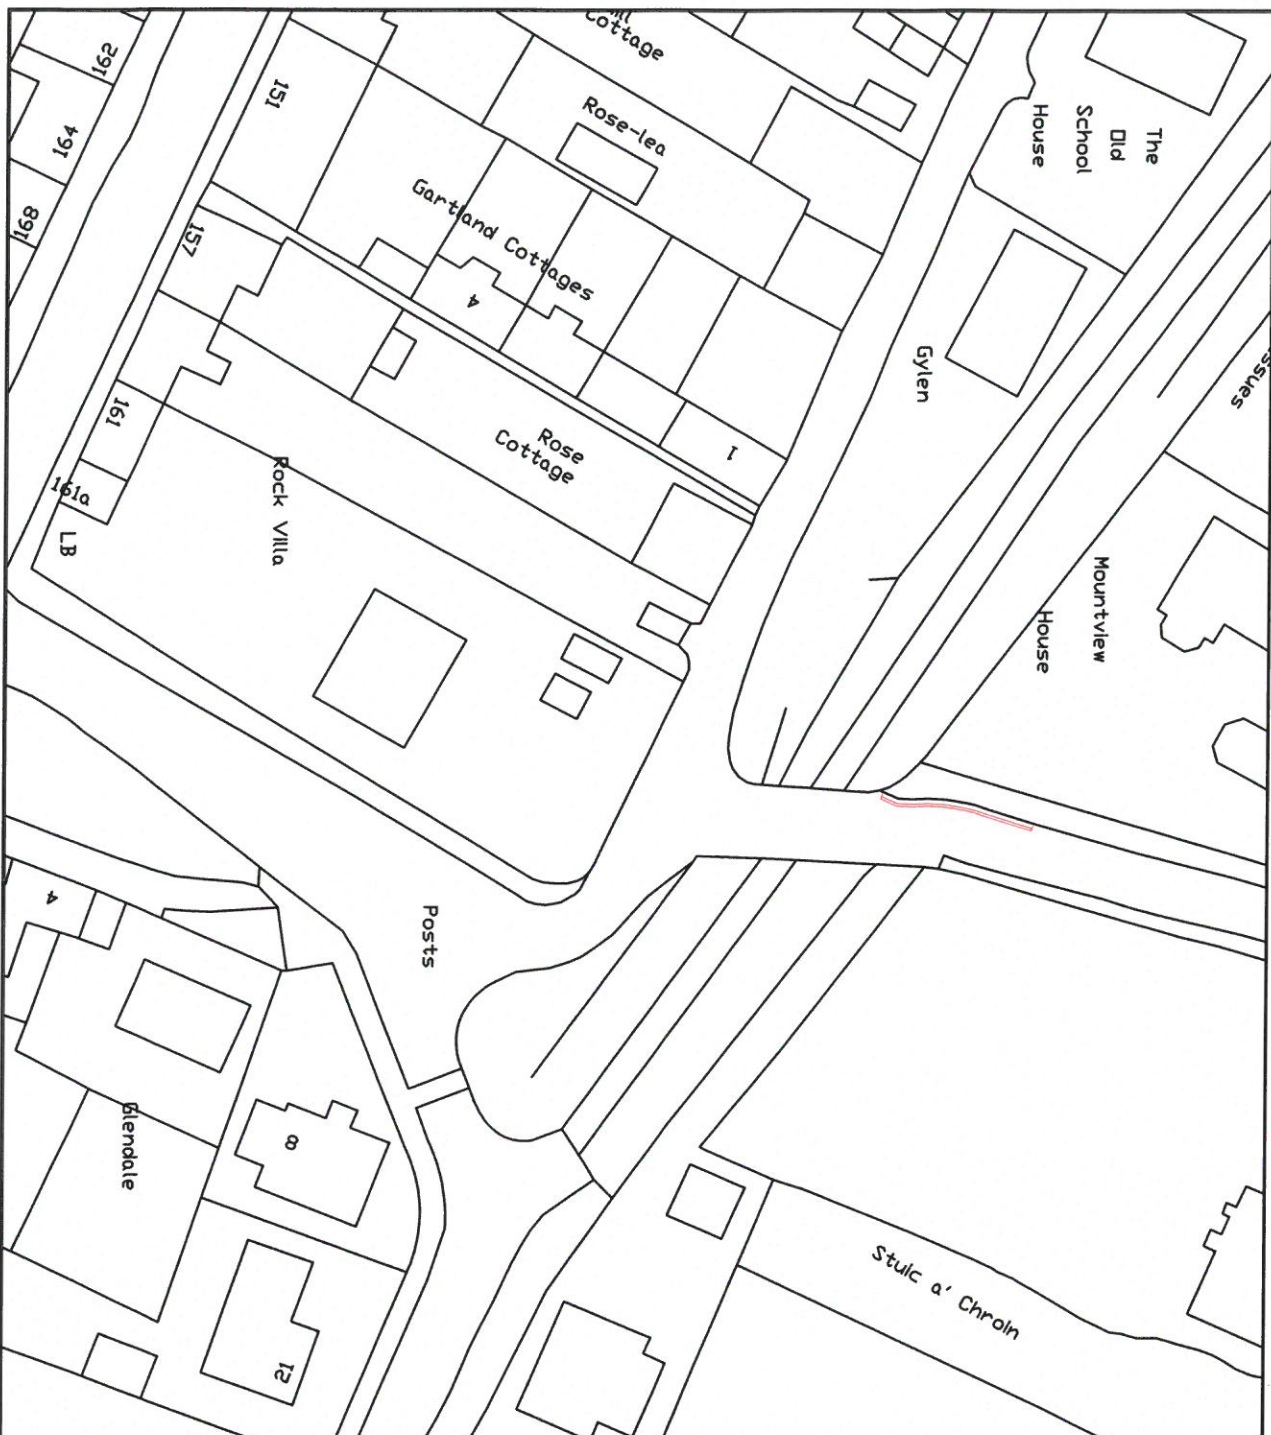 Cottage
162
151
164
168
157
Rose-lea
Gartland Cottages
4
The
Old
School
House
Gylen
1
Rose
Cottage
161
161a
LB
Rock Villa
Mountview
House
Posts
4
Glendale
8
21
Stuic a' Chroin